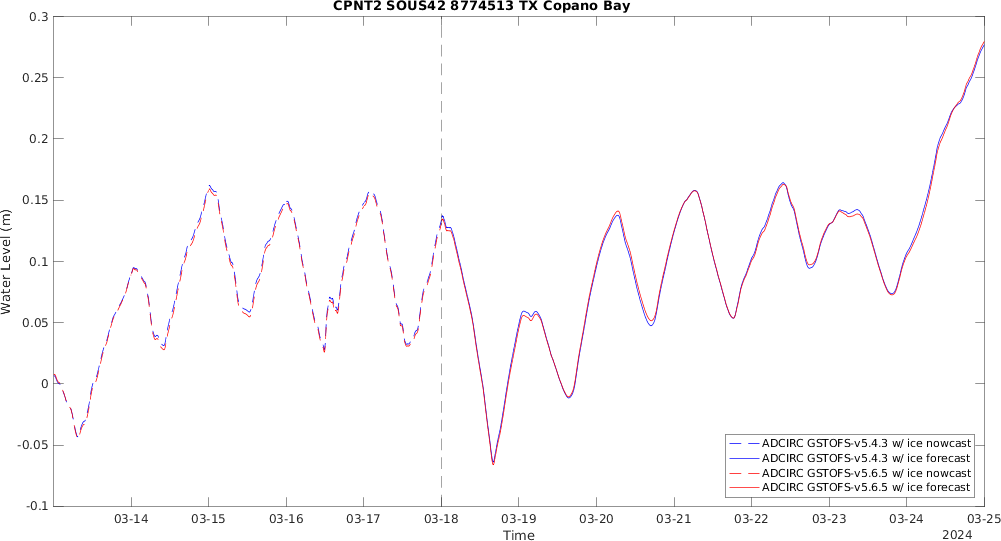 CPNT2 SOUS42 8774513 TX Copano Bay
0.3
0.25
0.2
0.15
0.1
0.05
0
-0.05
-0.1
Water Level (m)
ADCIRC GSTOFS-v5.4.3 w/ ice nowcast
ADCIRC GSTOFS-v5.4.3 w/ ice forecast
ADCIRC GSTOFS-v5.6.5 w/ ice nowcast
ADCIRC GSTOFS-v5.6.5 w/ ice forecast
03-14 03-15 03-16 03-17 03-18 03-19 03-20 03-21 03-22 03-23 03-24 03-25
Time
2024